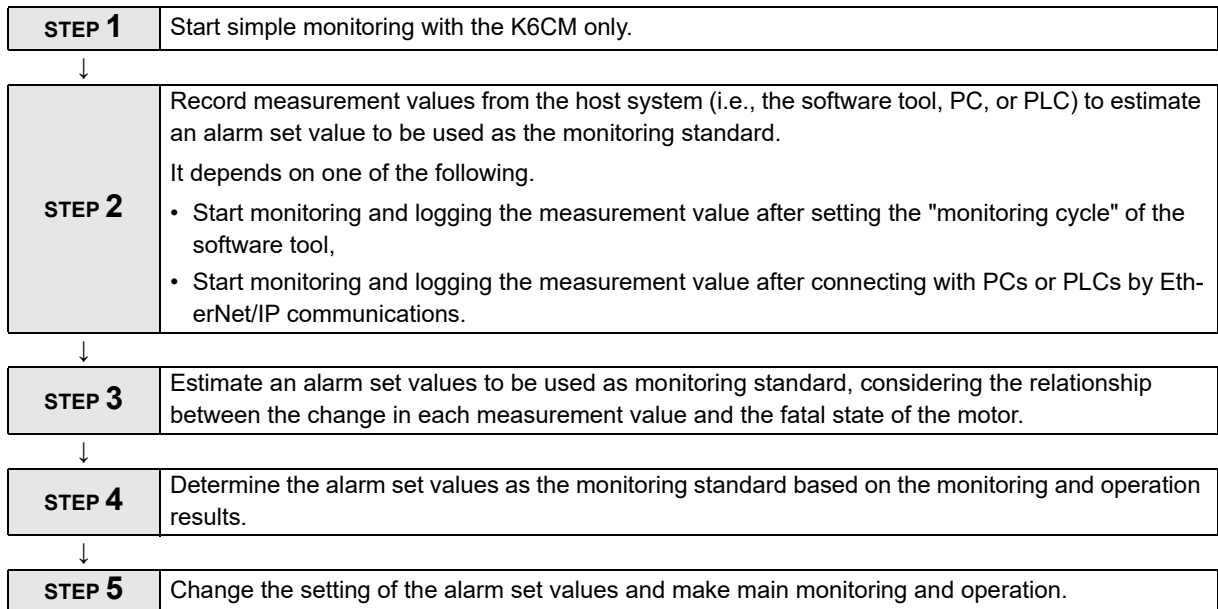 STEP 1
Start simple monitoring with the K6CM only.
↓
STEP 2
Record measurement values from the host system (i.e., the software tool, PC, or PLC) to estimate
an alarm set value to be used as the monitoring standard.
It depends on one of the following.
• Start monitoring and logging the measurement value after setting the "monitoring cycle" of the
software tool,
• Start monitoring and logging the measurement value after connecting with PCs or PLCs by Eth-
erNet/IP communications.
↓
STEP 3
Estimate an alarm set values to be used as monitoring standard, considering the relationship
between the change in each measurement value and the fatal state of the motor.
↓
STEP 4
Determine the alarm set values as the monitoring standard based on the monitoring and operation
results.
↓
STEP 5
Change the setting of the alarm set values and make main monitoring and operation.